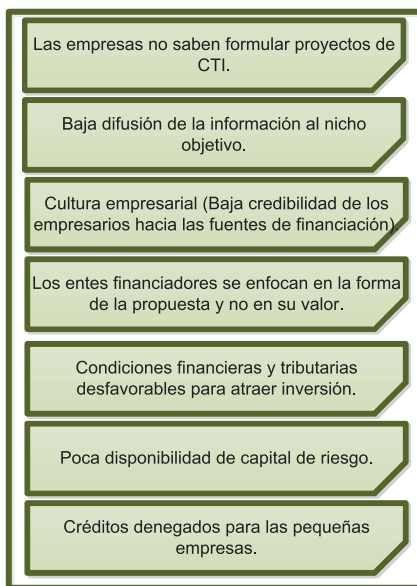 Las empresas no saben formular proyectos de
CTI.
Baja difusión de la información al nicho
objetivo.
Cultura empresarial (Baja credibilidad de los
empresarios hacia las fuentes de financiación).
Los entes financiadores se enfocan en la forma
de la propuesta y no en su valor.
Condiciones financieras y tributarias
desfavorables para atraer inversión.
Poca disponibilidad de capital de riesgo.
Créditos denegados para las pequeñas
empresas.